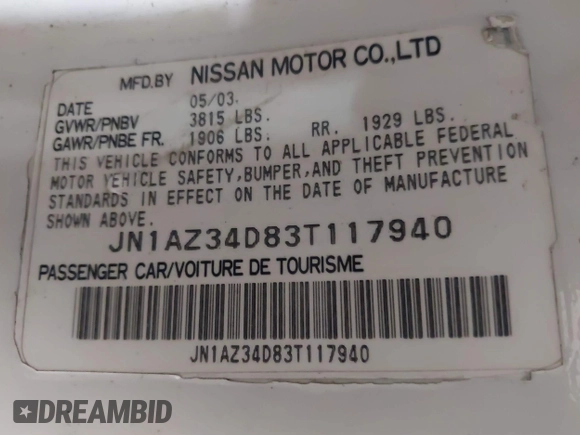 MFD.BY NISSAN MOTOR CO.,LTD
DATE 05/03.
GVWR/PNBV 3815 LBS.
GAWR/PNBE FR. 1906 LBS. RR. 1929 LBS.
THIS VEHICLE CONFORMS TO ALL APPLICABLE FEDERAL
MOTOR VEHICLE SAFETY,BUMPER,AND THEFT PREVENTION
STANDARDS IN EFFECT ON THE DATE OF MANUFACTURE
SHOWN ABOVE.
JN1AZ34D83T117940
PASSENGER CAR/VOITURE DE TOURISME
JN1AZ34D83T117940
DREAMBID